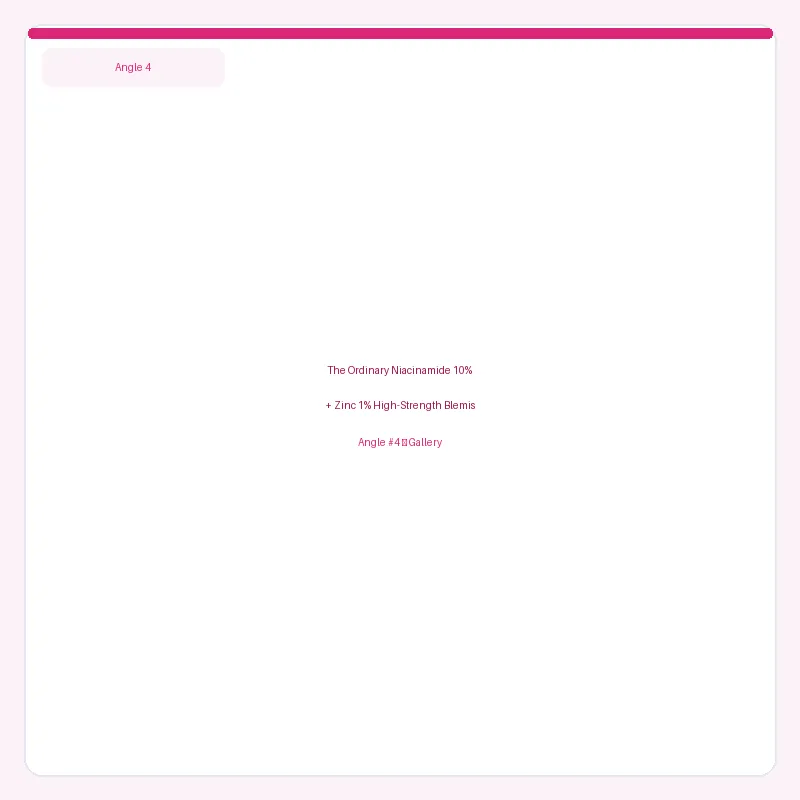 Angle 4
The Ordinary Niacinamide 10%
+ Zinc 1% High-Strength Blemis
Angle #4 Gallery